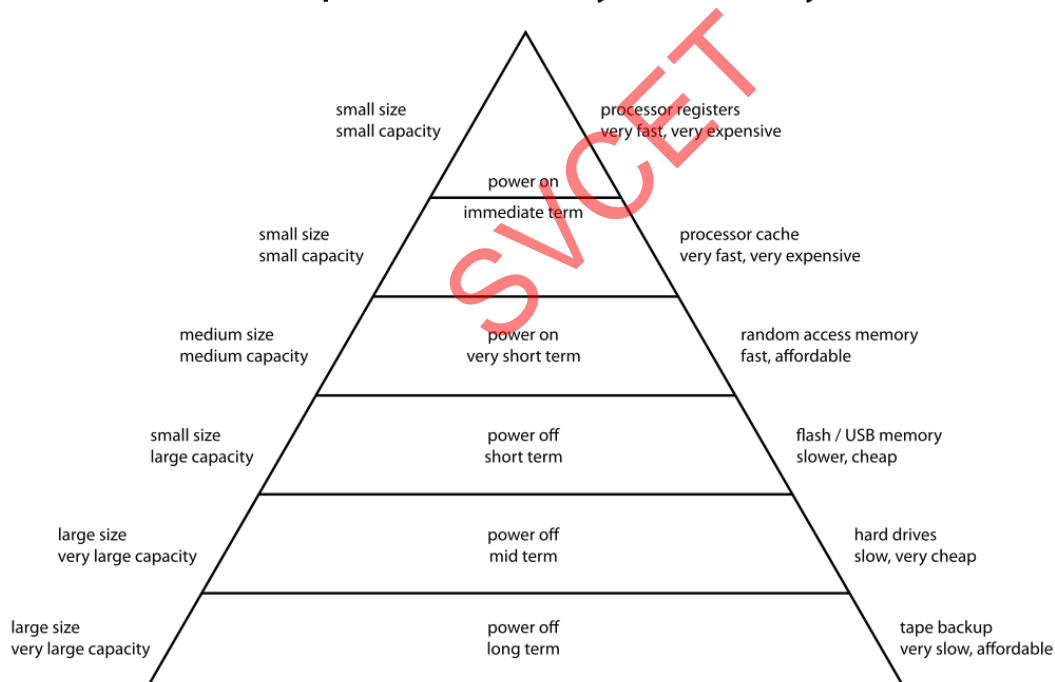 small size
small capacity
processor registers
very fast, very expensive
power on
immediate term
small size
small capacity
processor cache
very fast, very expensive
medium size
medium capacity
power on
very short term
random access memory
fast, affordable
small size
large capacity
power off
short term
flash / USB memory
slower, cheap
large size
very large capacity
power off
mid term
hard drives
slow, very cheap
large size
very large capacity
power off
long term
tape backup
very slow, affordable
SVCET